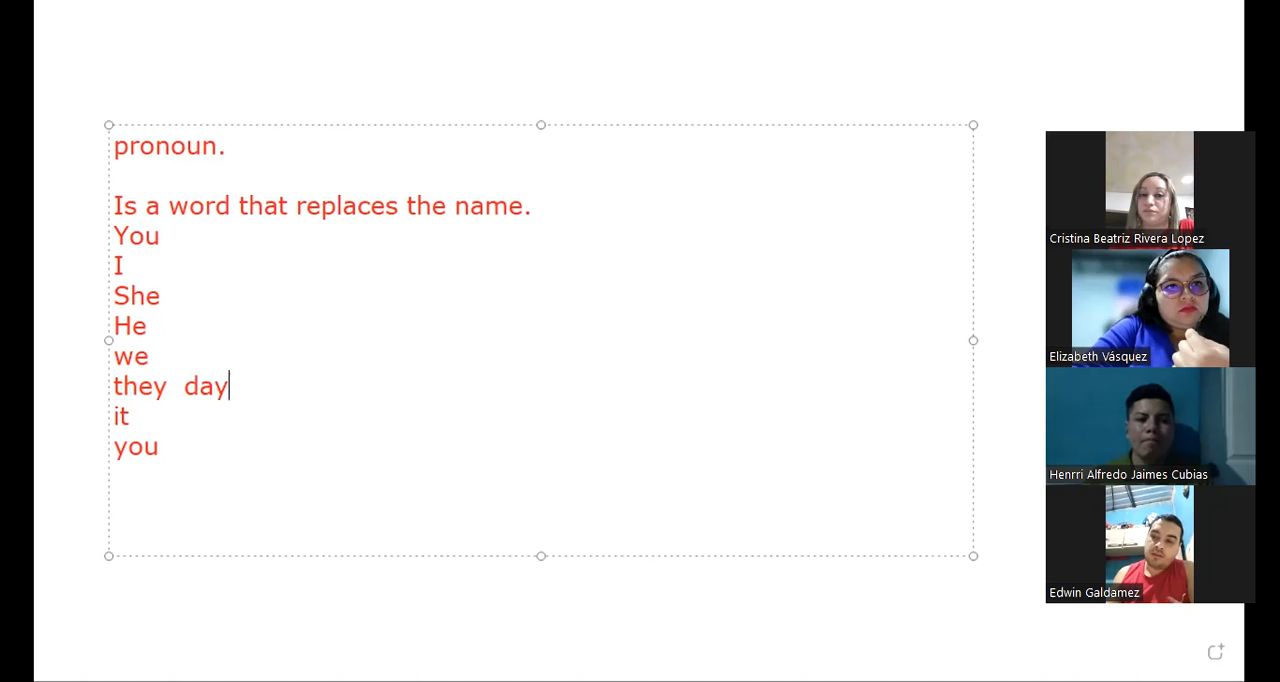 pronoun.
Is a word that replaces the name.
You
I
She
He
we
they day
it
you
Cristina Beatriz Rivera Lopez
Elizabeth Vásquez
Henrri Alfredo Jaimes Cubias
Edwin Galdamez